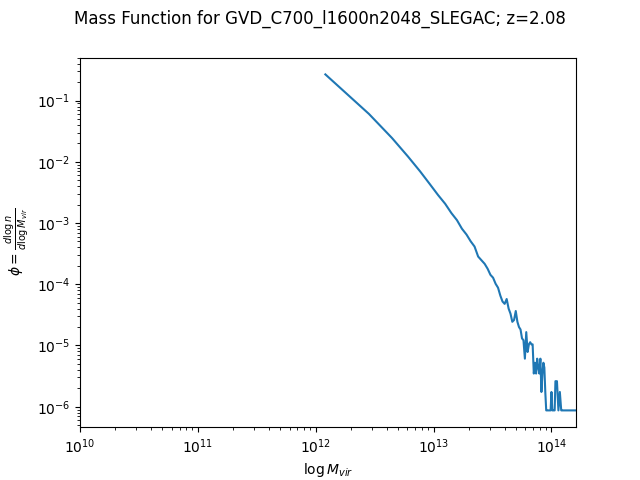 Mass Function for GVD_C700_l1600n2048_SLEGAC; z=2.08
10⁻¹
10⁻²
10⁻³
10⁻⁴
10⁻⁵
10⁻⁶
ϕ = d log n / d log M_vir
10¹⁰ 10¹¹ 10¹² 10¹³ 10¹⁴
log M_vir